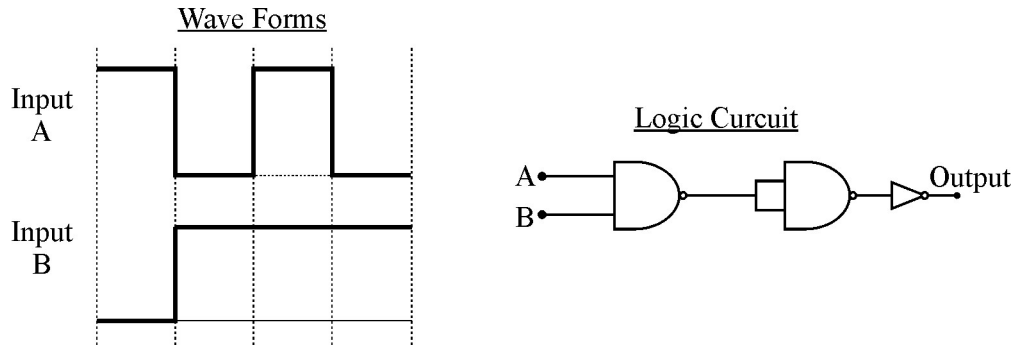 Wave Forms
Input
A
Input
B
Logic Curcuit
A
B
Output